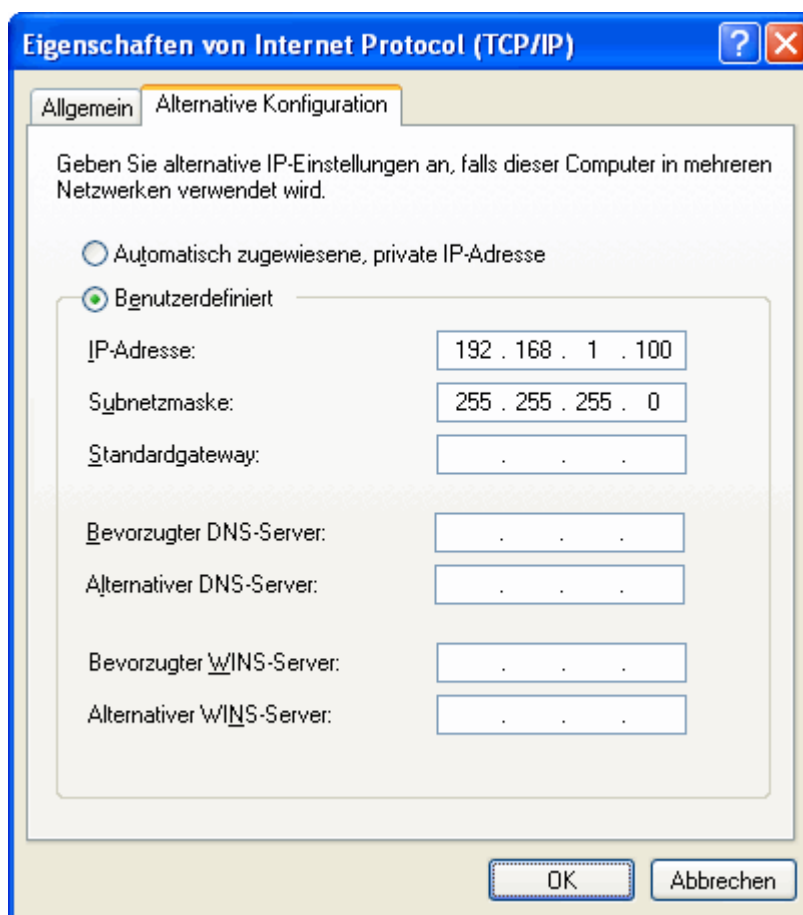 Eigenschaften von Internet Protocol (TCP/IP)
Allgemein
Alternative Konfiguration
Geben Sie alternative IP-Einstellungen an, falls dieser Computer in mehreren
Netzwerken verwendet wird.
Automatisch zugewiesene, private IP-Adresse
Benutzerdefiniert
IP-Adresse: 192 . 168 . 1 . 100
Subnetzmaske: 255 . 255 . 255 . 0
Standardgateway: . . .
Bevorzugter DNS-Server: . . .
Alternativer DNS-Server: . . .
Bevorzugter WINS-Server: . . .
Alternativer WINS-Server: . . .
OK Abbrechen